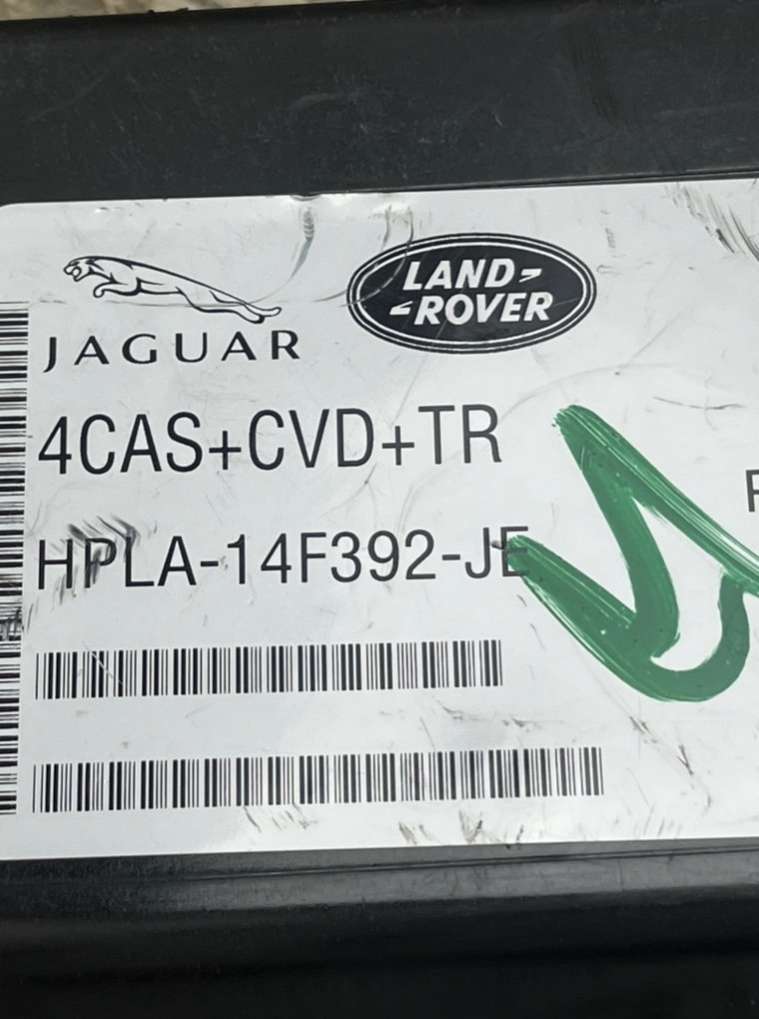 JAGUAR
LAND-
-ROVER
4CAS+CVD+TR
HPLA-14F392-JE